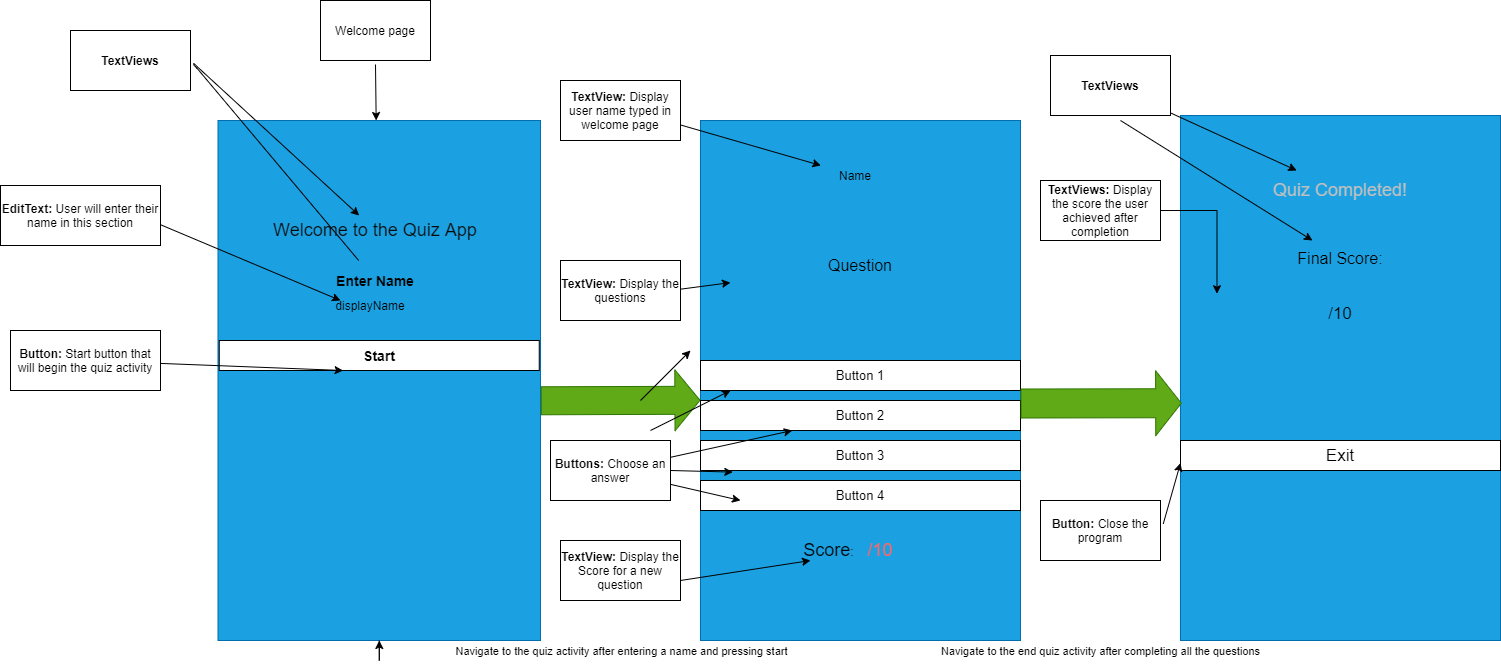 Welcome page
TextViews
Welcome to the Quiz App
EditText: User will enter their
name in this section
Enter Name
displayName
Button: Start button that
will begin the quiz activity
Start
TextView: Display
user name typed in
welcome page
Name
TextView: Display the
questions
Question
Button 1
Button 2
Button 3
Button 4
Buttons: Choose an
answer
TextView: Display the
Score for a new
question
Score: /10
TextViews
Quiz Completed!
TextViews: Display
the score the user
achieved after
completion
Final Score:
/10
Exit
Button: Close the
program
Navigate to the quiz activity after entering a name and pressing start
Navigate to the end quiz activity after completing all the questions